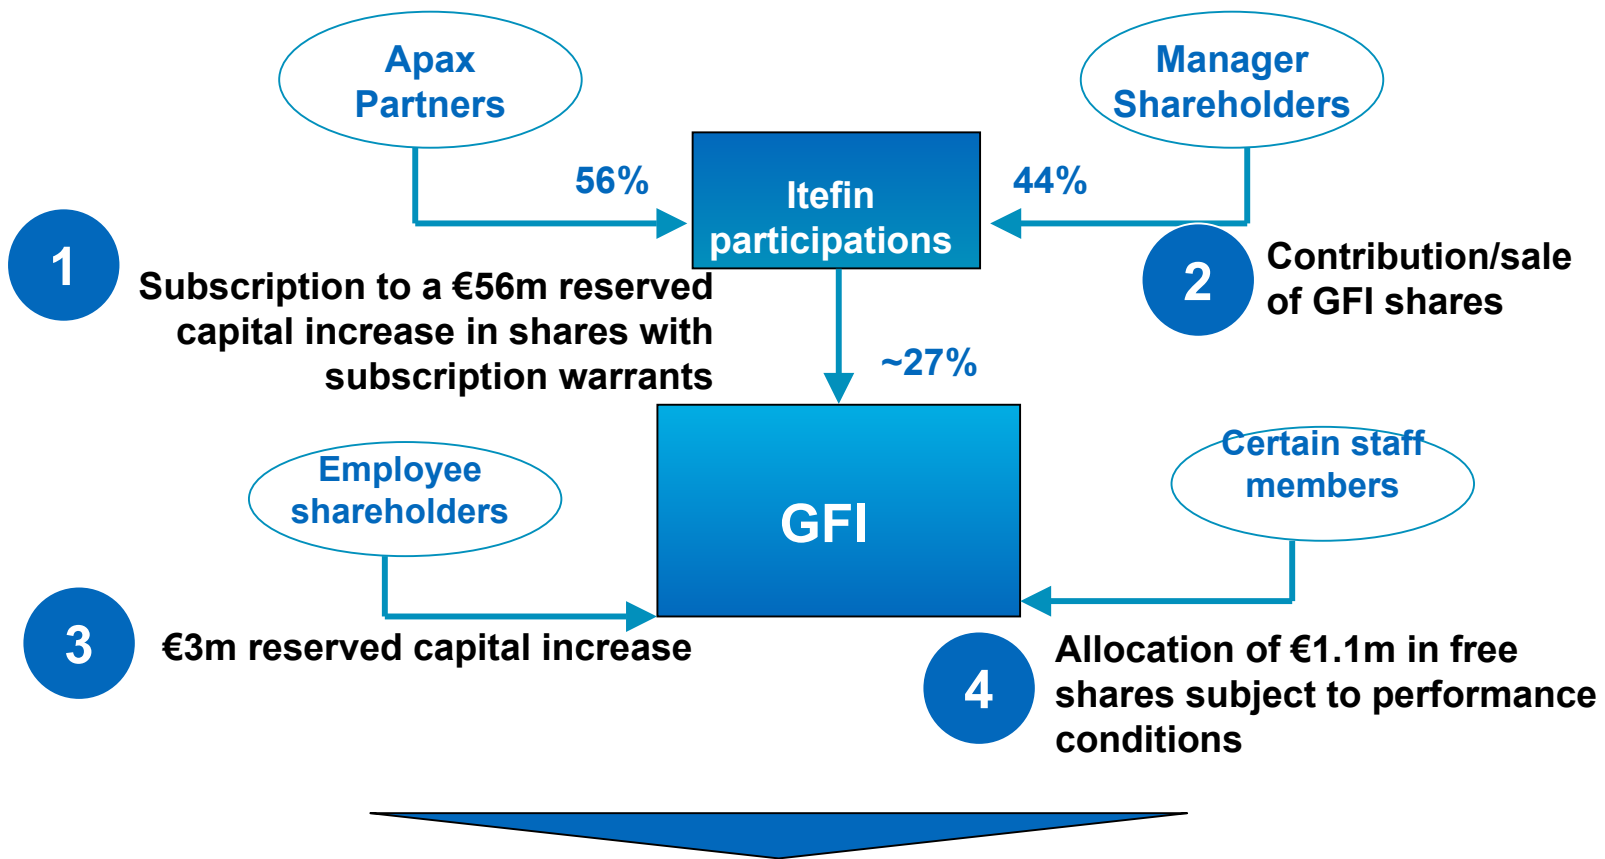 Apax
Partners
Manager
Shareholders
56%
Itefin
participations
44%
1
Subscription to a €56m reserved
capital increase in shares with
subscription warrants
2
Contribution/sale
of GFI shares
~27%
Employee
shareholders
GFI
Certain staff
members
3
€3m reserved capital increase
4
Allocation of €1.1m in free
shares subject to performance
conditions